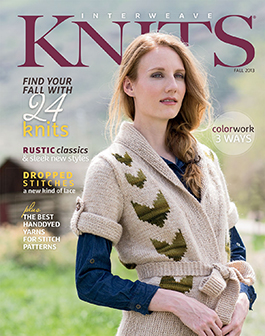 INTERWEAVE
KNITS
FALL 2013
FIND YOUR
FALL WITH
24
knits
colorwork
3 WAYS
RUSTIC classics
& sleek new styles
DROPPED
STITCHES
a new kind of lace
plus
THE BEST
HANDDYED
YARNS
FOR STITCH
PATTERNS